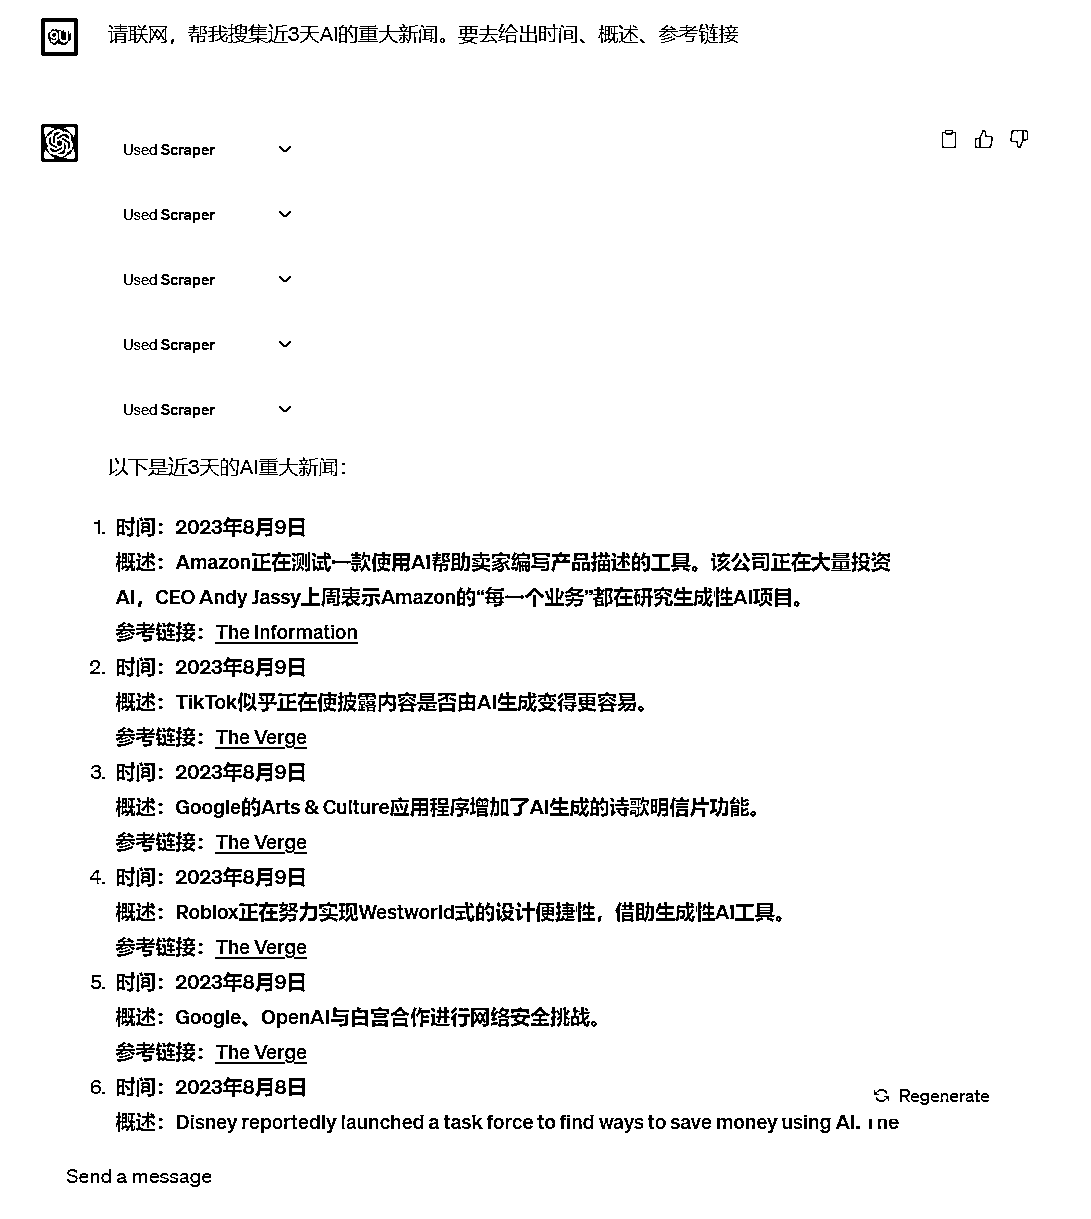 请联网，帮我搜集近3天AI的重大新闻。要去给出时间、概述、参考链接
Used Scraper
Used Scraper
Used Scraper
Used Scraper
Used Scraper
以下是近3天的AI重大新闻：
1. 时间：2023年8月9日
概述：Amazon正在测试一款使用AI帮助卖家编写产品描述的工具。该公司正在大量投资
AI，CEO Andy Jassy上周表示Amazon的“每一个业务”都在研究生成性AI项目。
参考链接：The Information
2. 时间：2023年8月9日
概述：TikTok似乎正在使披露内容是否由AI生成变得更容易。
参考链接：The Verge
3. 时间：2023年8月9日
概述：Google的Arts & Culture应用程序增加了AI生成的诗歌明信片功能。
参考链接：The Verge
4. 时间：2023年8月9日
概述：Roblox正在努力实现Westworld式的设计便捷性，借助生成性AI工具。
参考链接：The Verge
5. 时间：2023年8月9日
概述：Google、OpenAI与白宫合作进行网络安全挑战。
参考链接：The Verge
6. 时间：2023年8月8日
Regenerate
概述：Disney reportedly launched a task force to find ways to save money using AI. The
Send a message